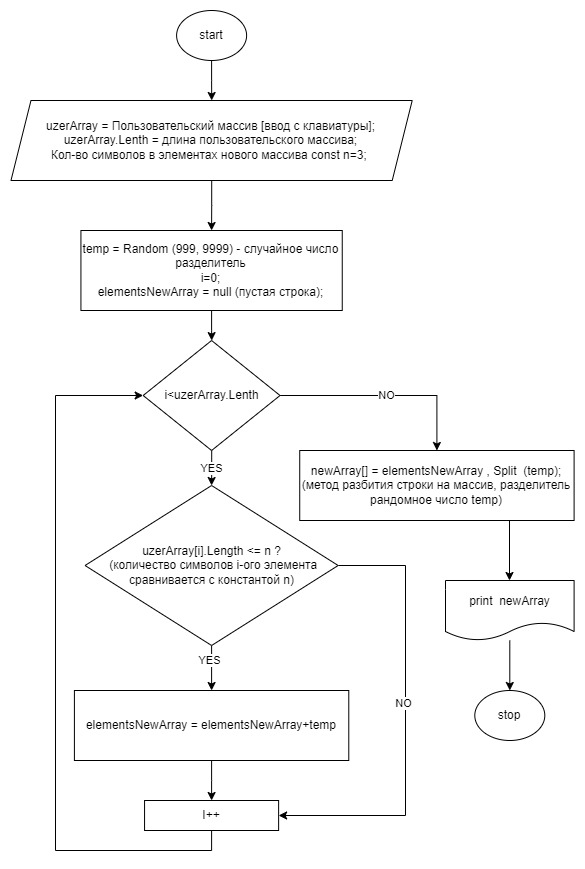 start
uzerArray = Пользовательский массив [ввод с клавиатуры];
uzerArray.Lenth = длина пользовательского массива;
Кол-во символов в элементах нового массива const n=3;
temp = Random (999, 9999) - случайное число
разделитель
i=0;
elementsNewArray = null (пустая строка);
i<uzerArray.Lenth
NO
YES
newArray[] = elementsNewArray , Split (temp);
(метод разбития строки на массив, разделитель
рандомное число temp)
uzerArray[i].Length <= n ?
(количество символов i-ого элемента
сравнивается с константой n)
print newArray
YES
NO
elementsNewArray = elementsNewArray+temp
stop
I++